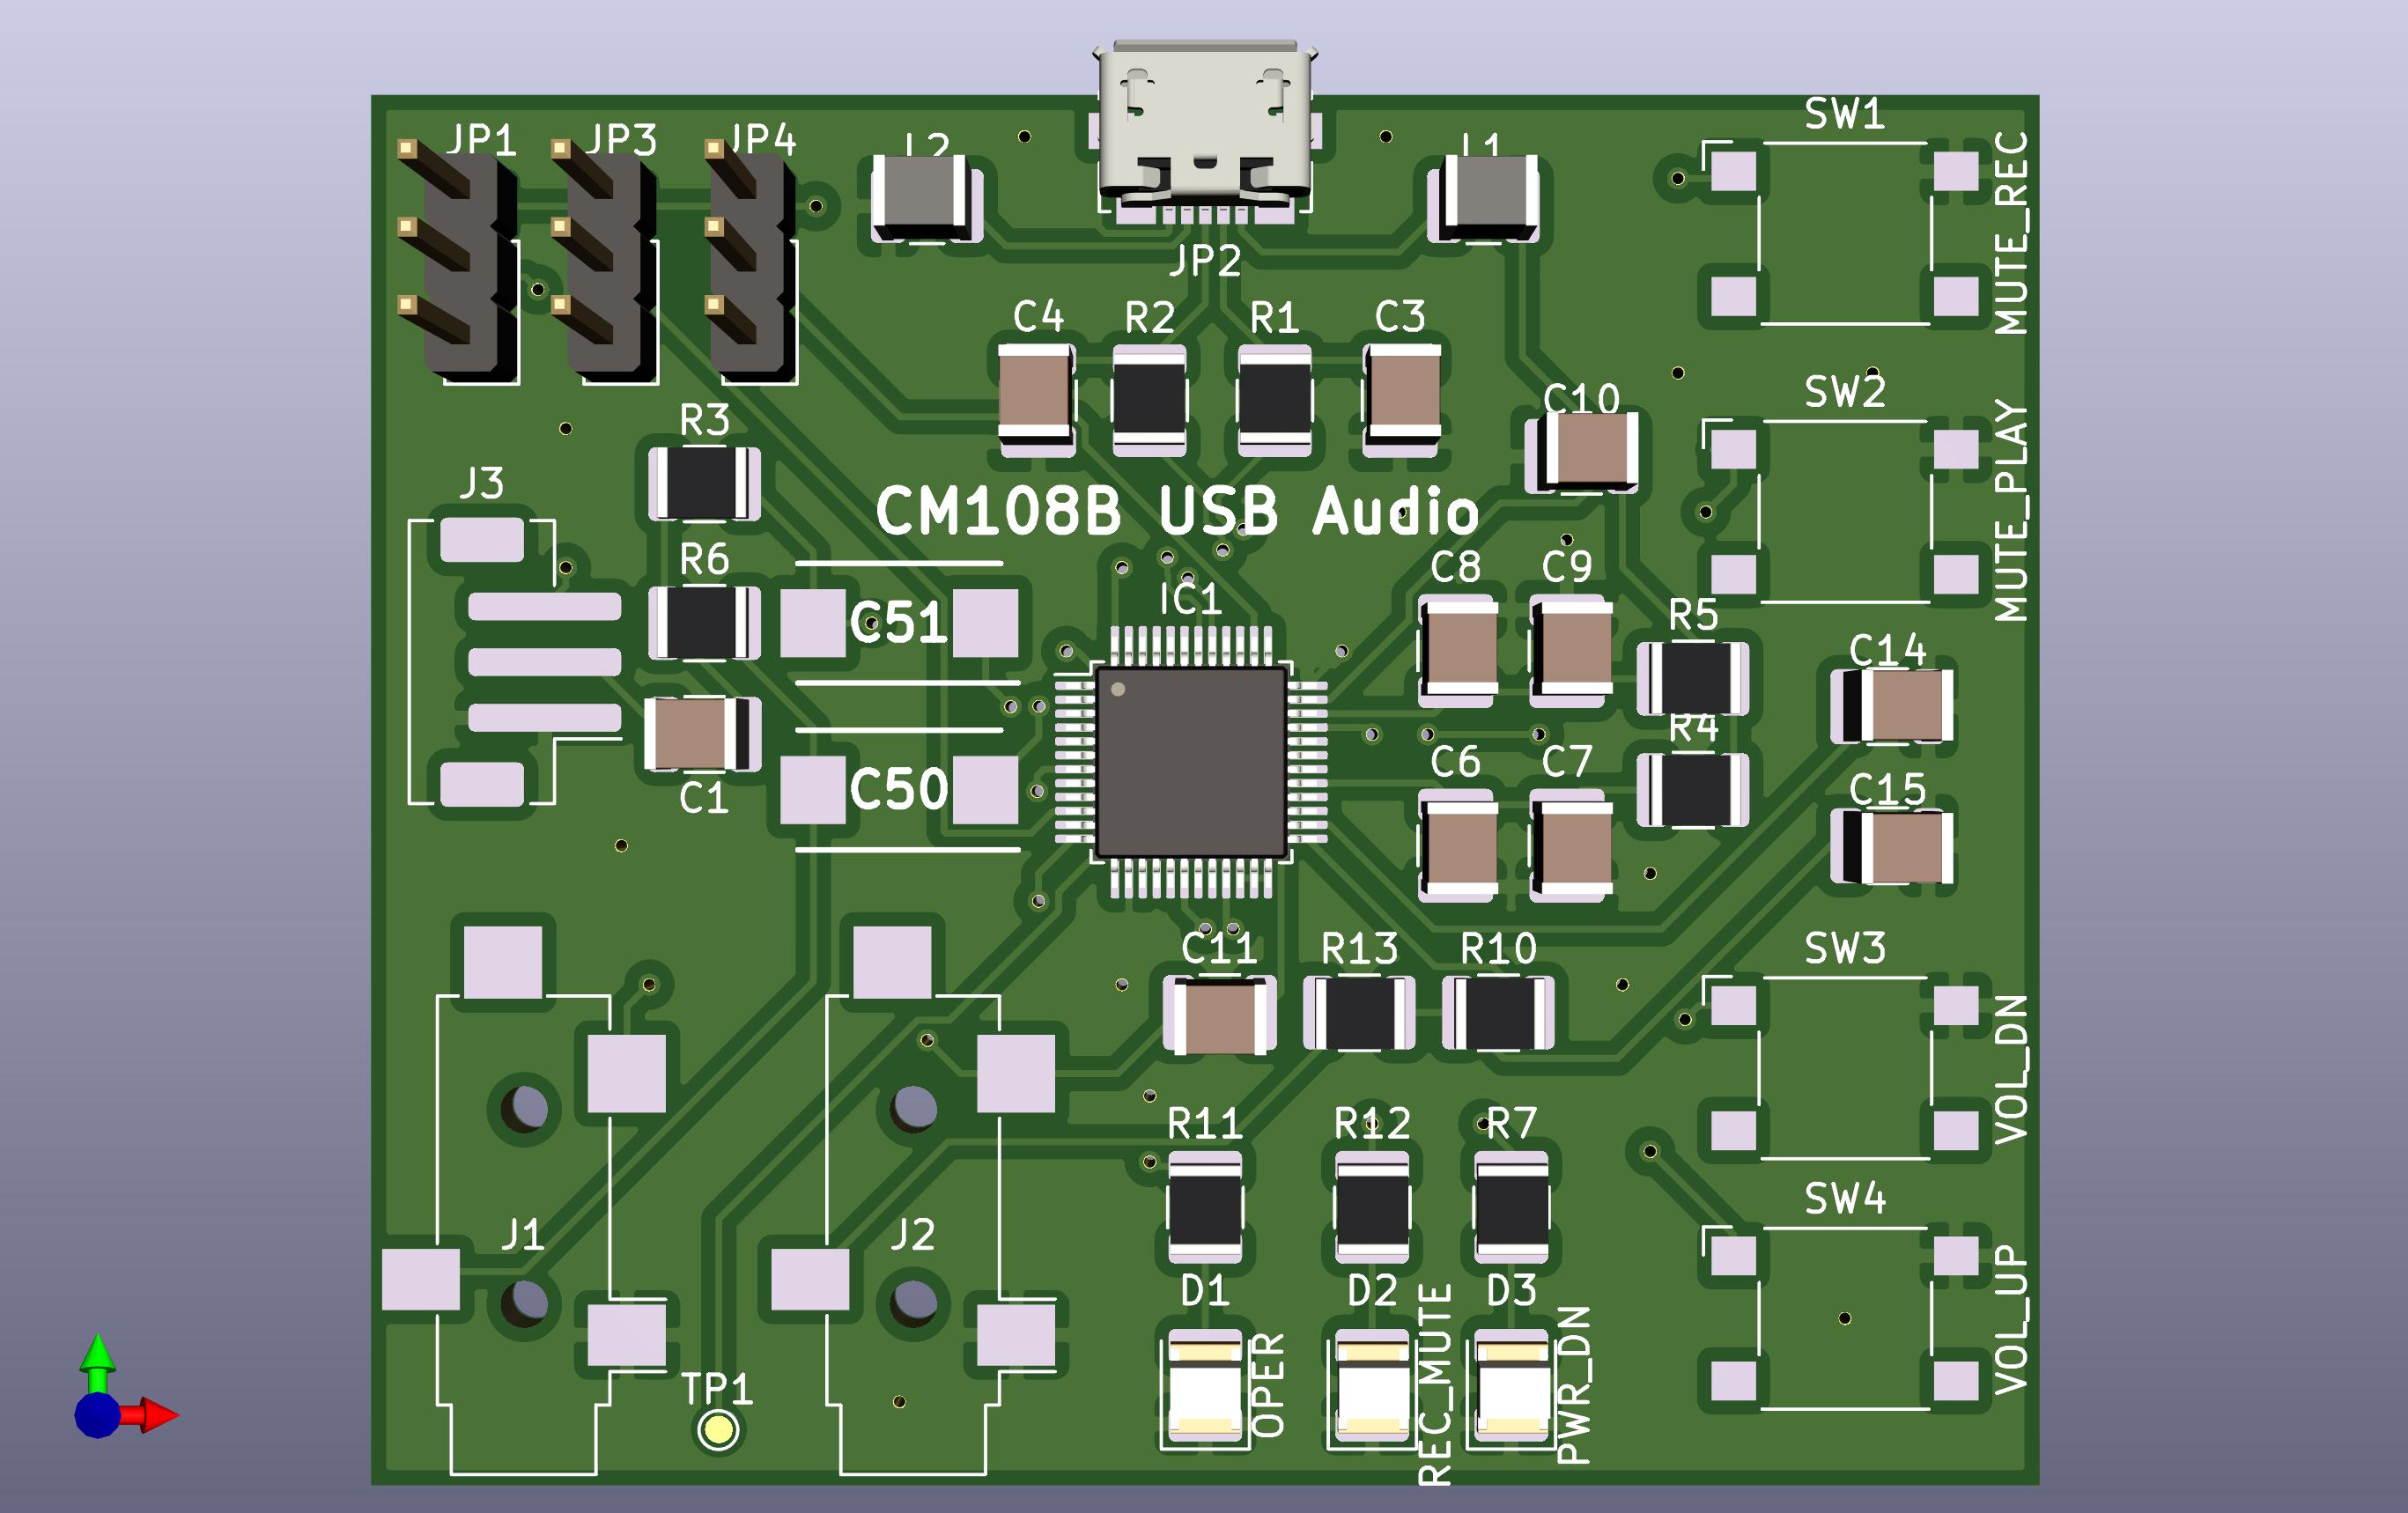 SW1
JP1
JP3
JP4
L2
L1
MUTE_REC
JP2
C4
R2
R1
C3
SW2
C10
R3
MUTE_PLAY
J3
CM108B USB Audio
R6
C8
C9
IC1
R5
C51
C14
R4
C6
C7
C50
C15
C1
C11
R13
R10
SW3
VOL_DN
R11
R12
R7
SW4
J1
J2
D1
D2
D3
VOL_UP
OPER
REC_MUTE
PWR_DN
TP1